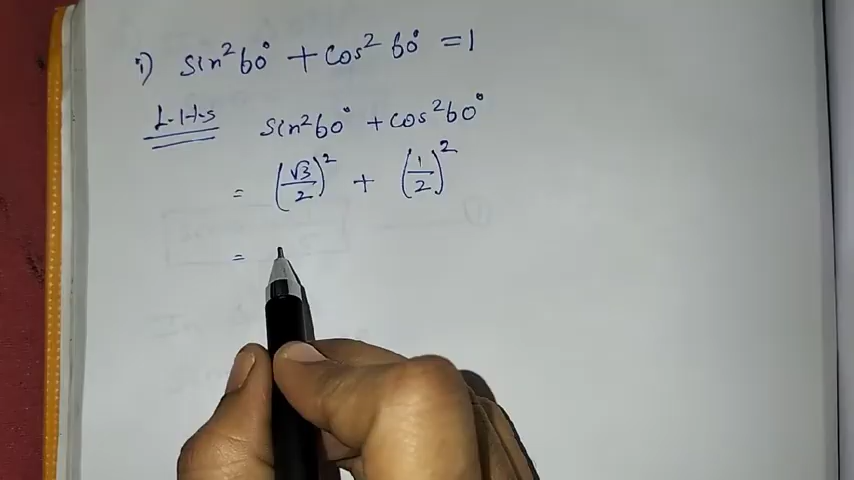 i) sin²60° + cos²60° = 1
L.H.S sin²60° + cos²60°
= (√3/2)² + (1/2)²
=